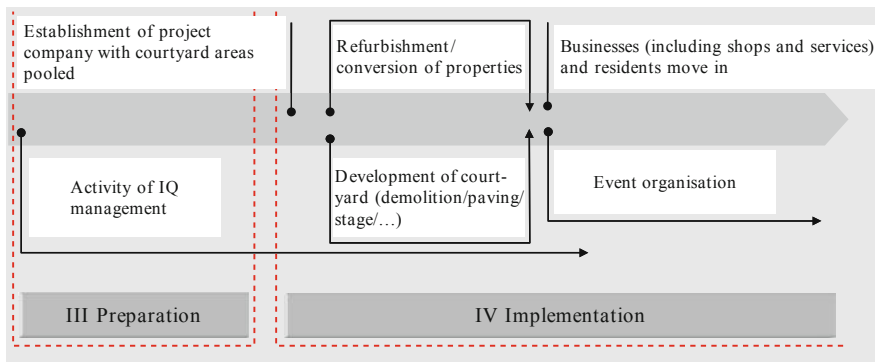 Establishment of project
company with courtyard areas
pooled
Refurbishment/
conversion of properties
Businesses (including shops and services)
and residents move in
Activity of IQ
management
Development of court-
yard (demolition/paving/
stage/…)
Event organisation
III Preparation
IV Implementation